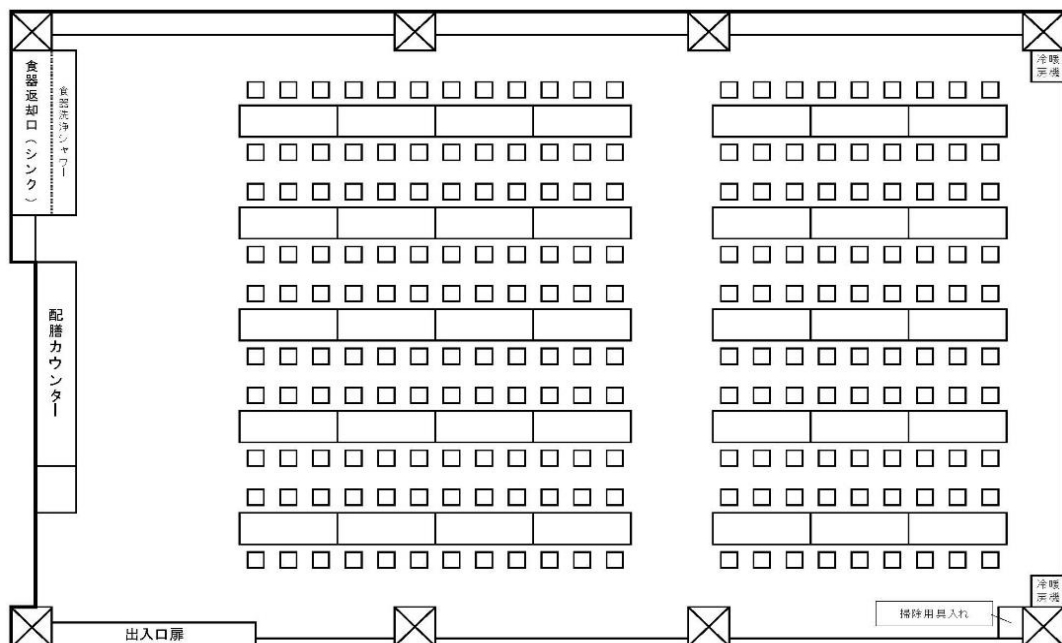 冷暖
房機
食器返却口（シンク）
食器洗浄シャワー
配膳カウンター
冷暖
房機
掃除用具入れ
出入口扉